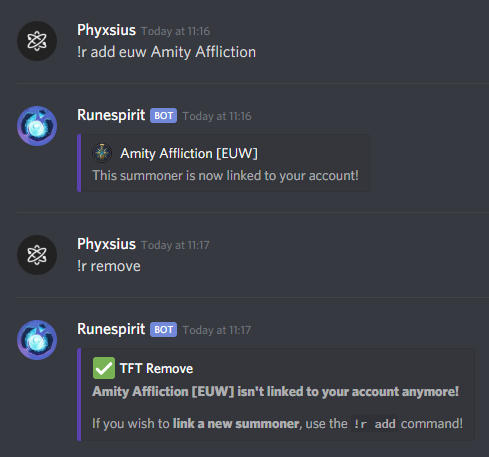 Phyxsius Today at 11:16
!r add euw Amity Affliction
Runespirit BOT Today at 11:16
Amity Affliction [EUW]
This summoner is now linked to your account!
Phyxsius Today at 11:17
!r remove
Runespirit BOT Today at 11:17
TFT Remove
Amity Affliction [EUW] isn't linked to your account anymore!
If you wish to link a new summoner, use the !r add command!